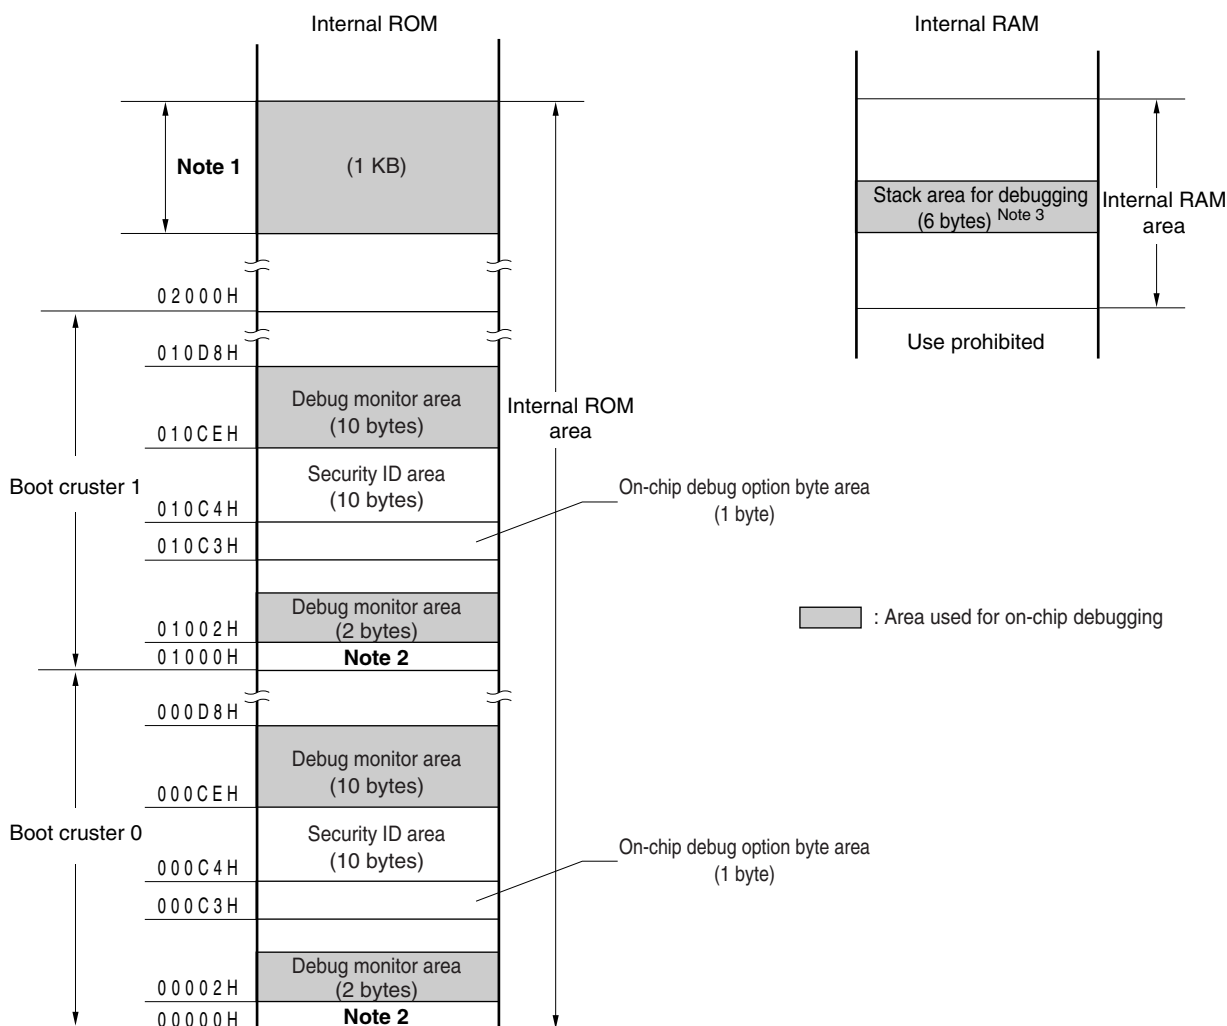 Internal ROM
Internal RAM
Note 1
(1 KB)
Stack area for debugging
(6 bytes) Note 3
Internal RAM
area
Use prohibited
02000H
010D8H
Debug monitor area
(10 bytes)
Internal ROM
area
010CEH
Boot cruster 1
Security ID area
(10 bytes)
On-chip debug option byte area
(1 byte)
010C4H
010C3H
Debug monitor area
(2 bytes)
: Area used for on-chip debugging
01002H
01000H
Note 2
000D8H
Debug monitor area
(10 bytes)
000CEH
Boot cruster 0
Security ID area
(10 bytes)
On-chip debug option byte area
(1 byte)
000C4H
000C3H
Debug monitor area
(2 bytes)
00002H
00000H
Note 2